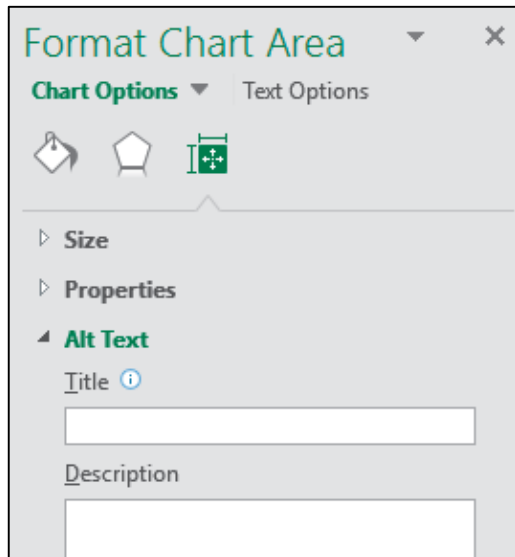 Format Chart Area
Chart Options Text Options
Size
Properties
Alt Text
Title
Description